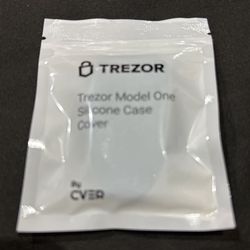 TREZOR
Trezor Model One
Silicone Case
Cover
By
CVER